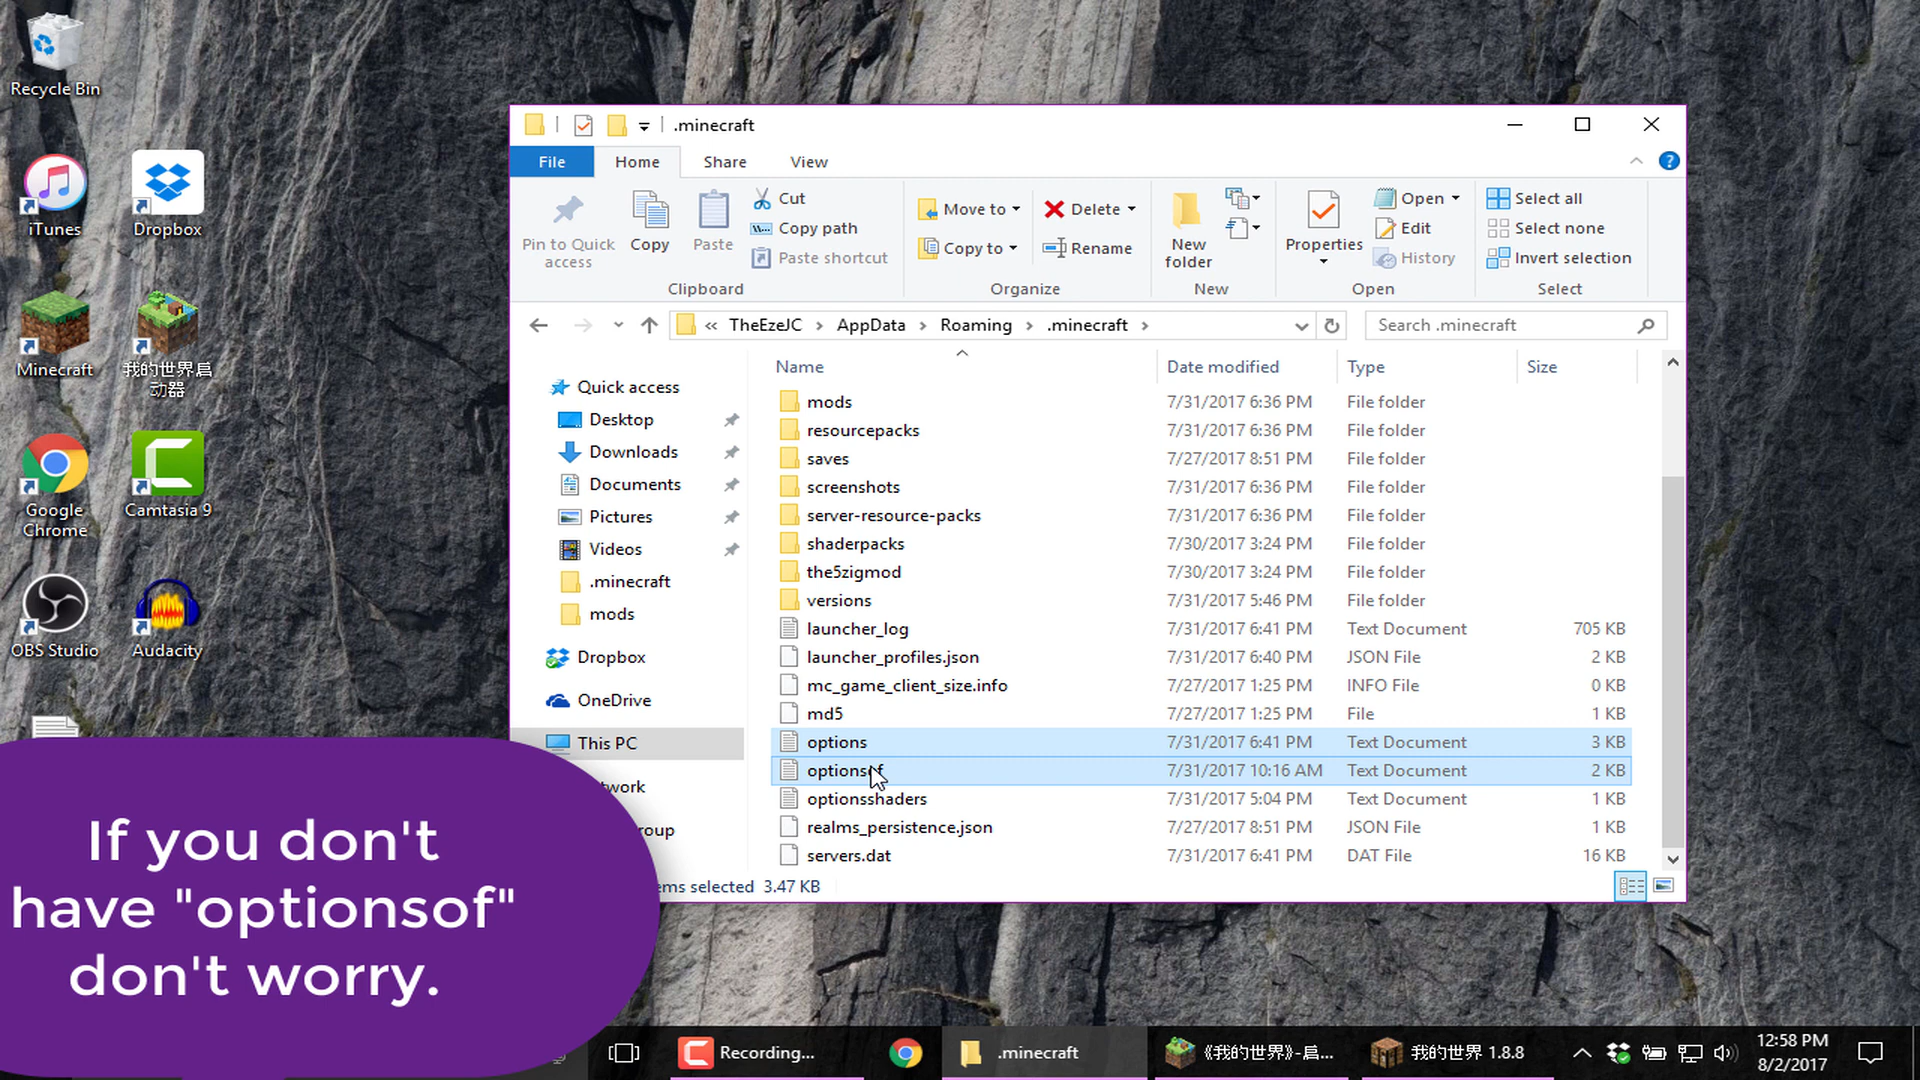 Recycle Bin
iTunes
Dropbox
Minecraft
我的世界启
动器
Google
Chrome
Camtasia 9
OBS Studio
Audacity
.minecraft
File
Home
Share
View
Pin to Quick
access
Copy
Paste
Cut
Copy path
Paste shortcut
Clipboard
Move to
Copy to
Delete
Rename
Organize
New
folder
New
Properties
Open
Edit
History
Open
Select all
Select none
Invert selection
Select
« TheEzeJC > AppData > Roaming > .minecraft >
Search .minecraft
Quick access
Desktop
Downloads
Documents
Pictures
Videos
.minecraft
mods
Dropbox
OneDrive
This PC
work
roup
Name Date modified Type Size
mods 7/31/2017 6:36 PM File folder
resourcepacks 7/31/2017 6:36 PM File folder
saves 7/27/2017 8:51 PM File folder
screenshots 7/31/2017 6:36 PM File folder
server-resource-packs 7/31/2017 6:36 PM File folder
shaderpacks 7/30/2017 3:24 PM File folder
the5zigmod 7/30/2017 3:24 PM File folder
versions 7/31/2017 5:46 PM File folder
launcher_log 7/31/2017 6:41 PM Text Document 705 KB
launcher_profiles.json 7/31/2017 6:40 PM JSON File 2 KB
mc_game_client_size.info 7/27/2017 1:25 PM INFO File 0 KB
md5 7/27/2017 1:25 PM File 1 KB
options 7/31/2017 6:41 PM Text Document 3 KB
optionsof 7/31/2017 10:16 AM Text Document 2 KB
optionsshaders 7/31/2017 5:04 PM Text Document 1 KB
realms_persistence.json 7/27/2017 8:51 PM JSON File 1 KB
servers.dat 7/31/2017 6:41 PM DAT File 16 KB
ems selected 3.47 KB
If you don't
have "optionsof"
don't worry.
Recording...
.minecraft
《我的世界》-启...
我的世界 1.8.8
12:58 PM
8/2/2017